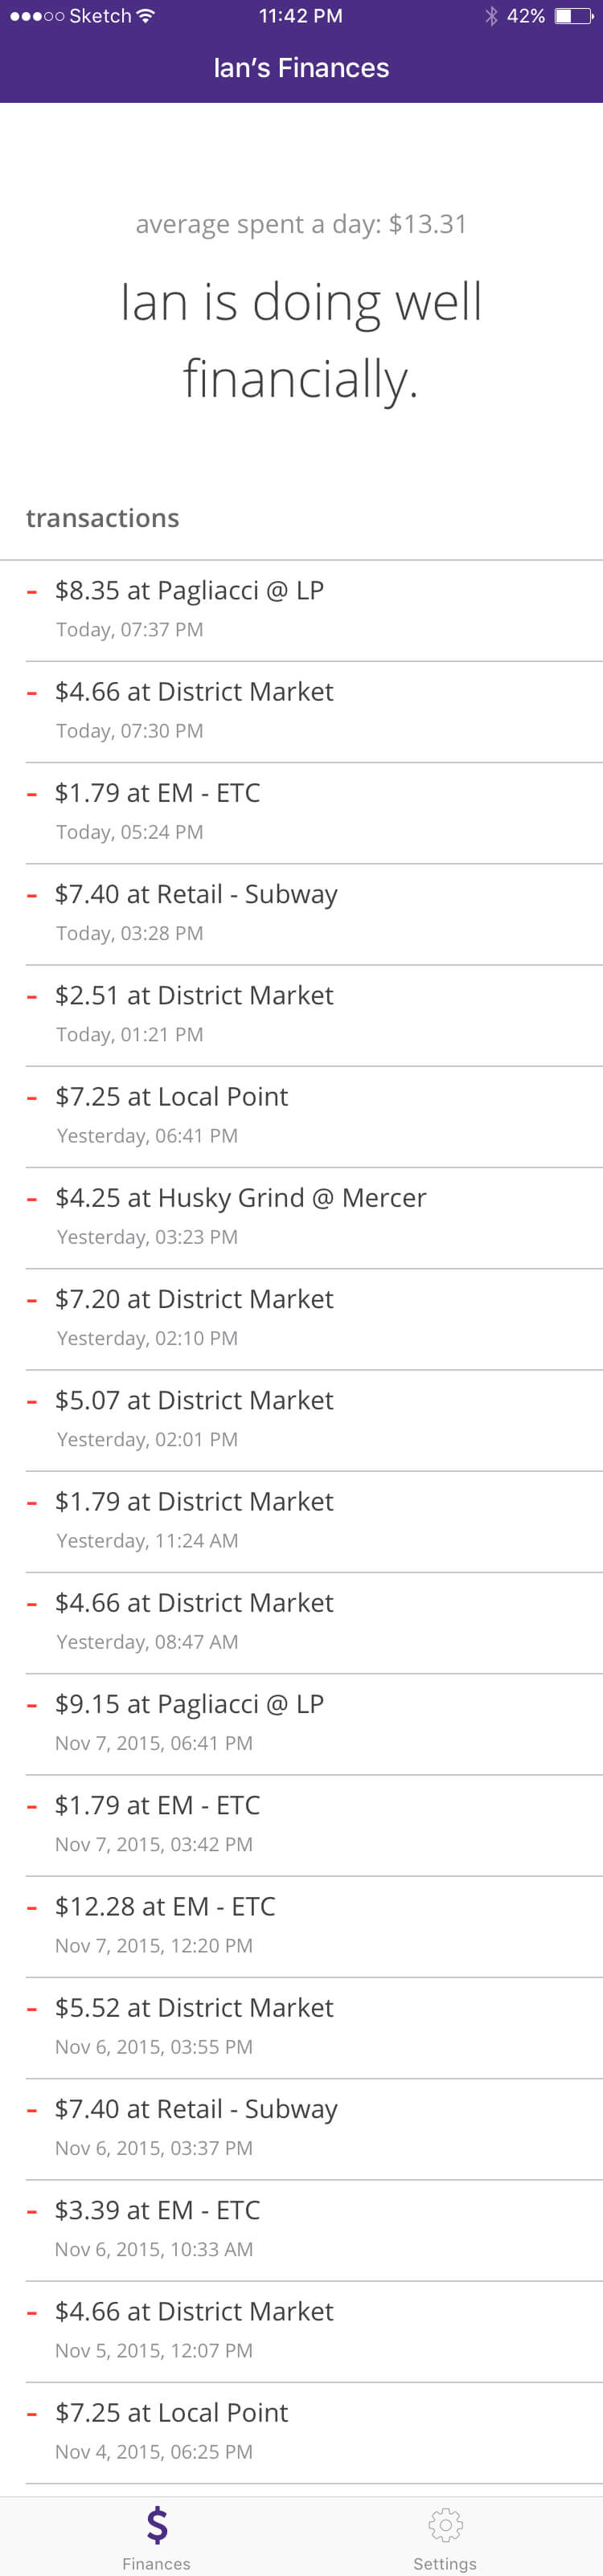 Sketch 11:42 PM 42%
Ian’s Finances
average spent a day: $13.31
Ian is doing well
financially.
transactions
- $8.35 at Pagliacci @ LP
Today, 07:37 PM
- $4.66 at District Market
Today, 07:30 PM
- $1.79 at EM - ETC
Today, 05:24 PM
- $7.40 at Retail - Subway
Today, 03:28 PM
- $2.51 at District Market
Today, 01:21 PM
- $7.25 at Local Point
Yesterday, 06:41 PM
- $4.25 at Husky Grind @ Mercer
Yesterday, 03:23 PM
- $7.20 at District Market
Yesterday, 02:10 PM
- $5.07 at District Market
Yesterday, 02:01 PM
- $1.79 at District Market
Yesterday, 11:24 AM
- $4.66 at District Market
Yesterday, 08:47 AM
- $9.15 at Pagliacci @ LP
Nov 7, 2015, 06:41 PM
- $1.79 at EM - ETC
Nov 7, 2015, 03:42 PM
- $12.28 at EM - ETC
Nov 7, 2015, 12:20 PM
- $5.52 at District Market
Nov 6, 2015, 03:55 PM
- $7.40 at Retail - Subway
Nov 6, 2015, 03:37 PM
- $3.39 at EM - ETC
Nov 6, 2015, 10:33 AM
- $4.66 at District Market
Nov 5, 2015, 12:07 PM
- $7.25 at Local Point
Nov 4, 2015, 06:25 PM
$
Finances Settings